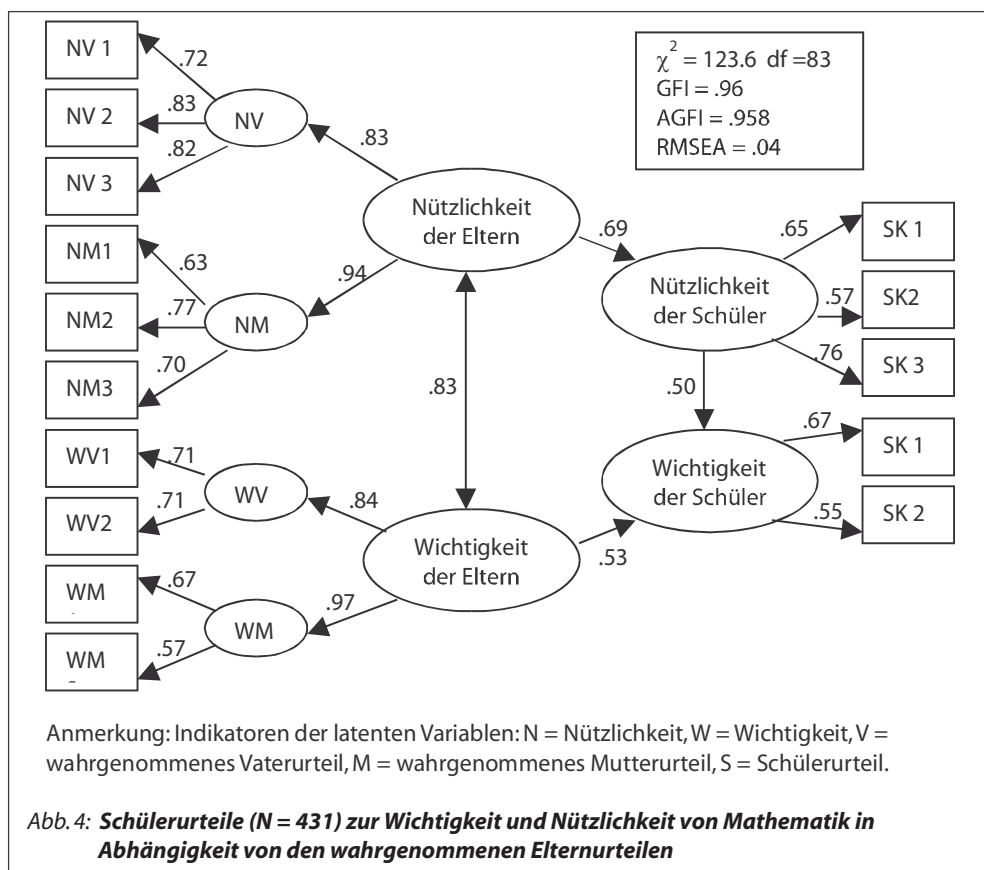 NV 1
.72
NV 2
.83
NV
.82
NV 3
.83
χ² = 123.6 df =83
GFI = .96
AGFI = .958
RMSEA = .04
Nützlichkeit
der Eltern
.69
NM1
.63
NM2
.77
NM
.94
NM3
.70
.83
Nützlichkeit
der Schüler
.65
SK 1
.57
SK2
.76
SK 3
.50
WV1
.71
WV
WV2
.71
.84
Wichtigkeit
der Eltern
.53
WM
.67
WM
.97
WM
.57
Wichtigkeit
der Schüler
.67
SK 1
.55
SK 2
Anmerkung: Indikatoren der latenten Variablen: N = Nützlichkeit, W = Wichtigkeit, V =
wahrgenommenes Vaterurteil, M = wahrgenommenes Mutterurteil, S = Schülerurteil.
Abb. 4: Schülerurteile (N = 431) zur Wichtigkeit und Nützlichkeit von Mathematik in
Abhängigkeit von den wahrgenommenen Elternurteilen